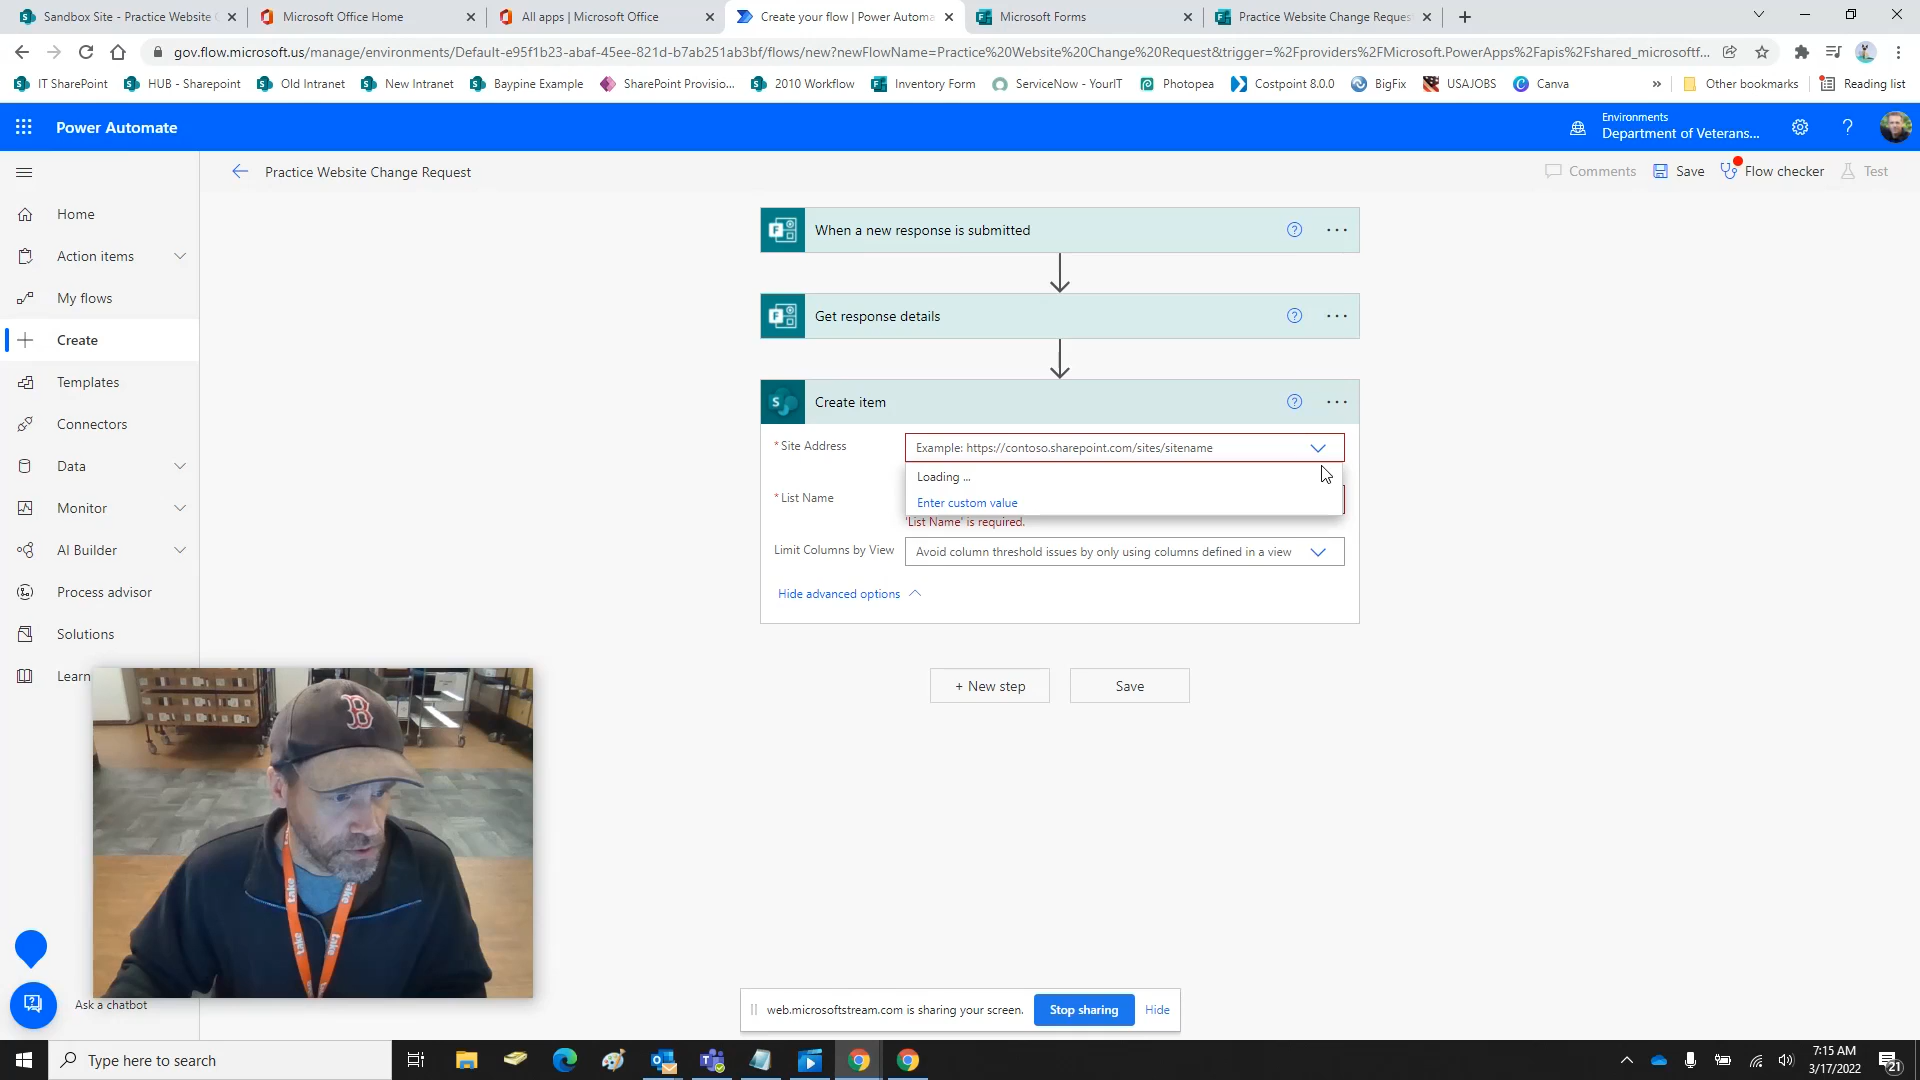 Sandbox Site - Practice Website
Microsoft Office Home
All apps | Microsoft Office
Create your flow | Power Automa
Microsoft Forms
Practice Website Change Reques
gov.flow.microsoft.us/manage/environments/Default-e95f1b23-abaf-45ee-821d-b7ab251ab3bf/flows/new?newFlowName=Practice%20Website%20Change%20Request&trigger=%2Fproviders%2FMicrosoft.PowerApps%2Fapis%2Fshared_microsoftf...
IT SharePoint
HUB - Sharepoint
Old Intranet
New Intranet
Baypine Example
SharePoint Provisio...
2010 Workflow
Inventory Form
ServiceNow - YourIT
Photopea
Costpoint 8.0.0
BigFix
USAJOBS
Canva
»
Other bookmarks
Reading list
Power Automate
Environments
Department of Veterans...
Practice Website Change Request
Comments
Save
Flow checker
Test
Home
Action items
My flows
Create
Templates
Connectors
Data
Monitor
AI Builder
Process advisor
Solutions
Learn
When a new response is submitted
Get response details
Create item
* Site Address
Example: https://contoso.sharepoint.com/sites/sitename
Loading ...
Enter custom value
* List Name
'List Name' is required.
Limit Columns by View
Avoid column threshold issues by only using columns defined in a view
Hide advanced options
+ New step
Save
B
take
take
Ask a chatbot
web.microsoftstream.com is sharing your screen.
Stop sharing
Hide
Type here to search
7:15 AM
3/17/2022
21